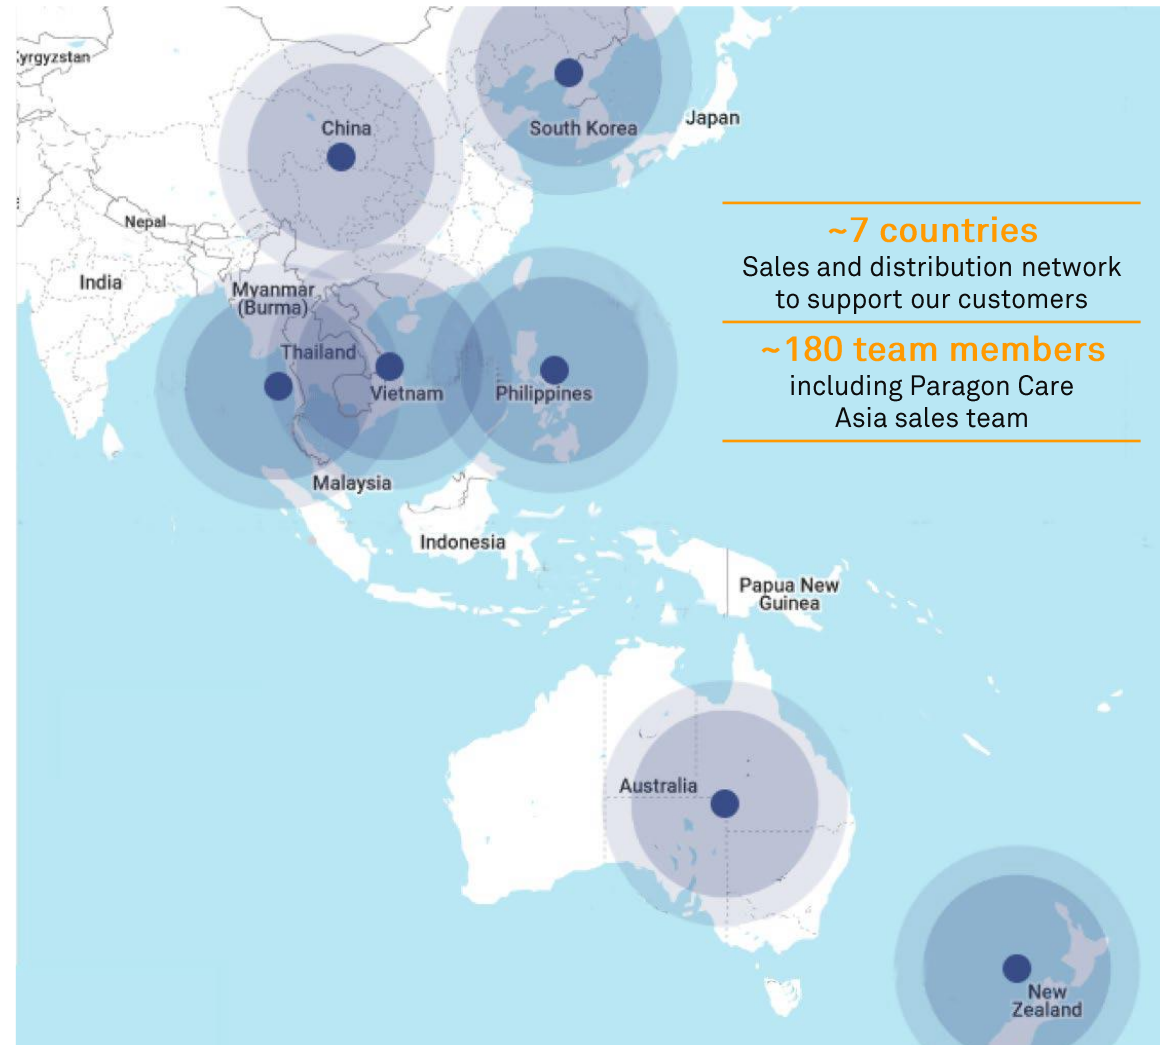 China
South Korea
Japan
Nepal
India
Myanmar
(Burma)
Thailand
Vietnam
Philippines
Malaysia
Indonesia
Papua New
Guinea
Australia
New
Zealand
~7 countries
Sales and distribution network
to support our customers
~180 team members
including Paragon Care
Asia sales team